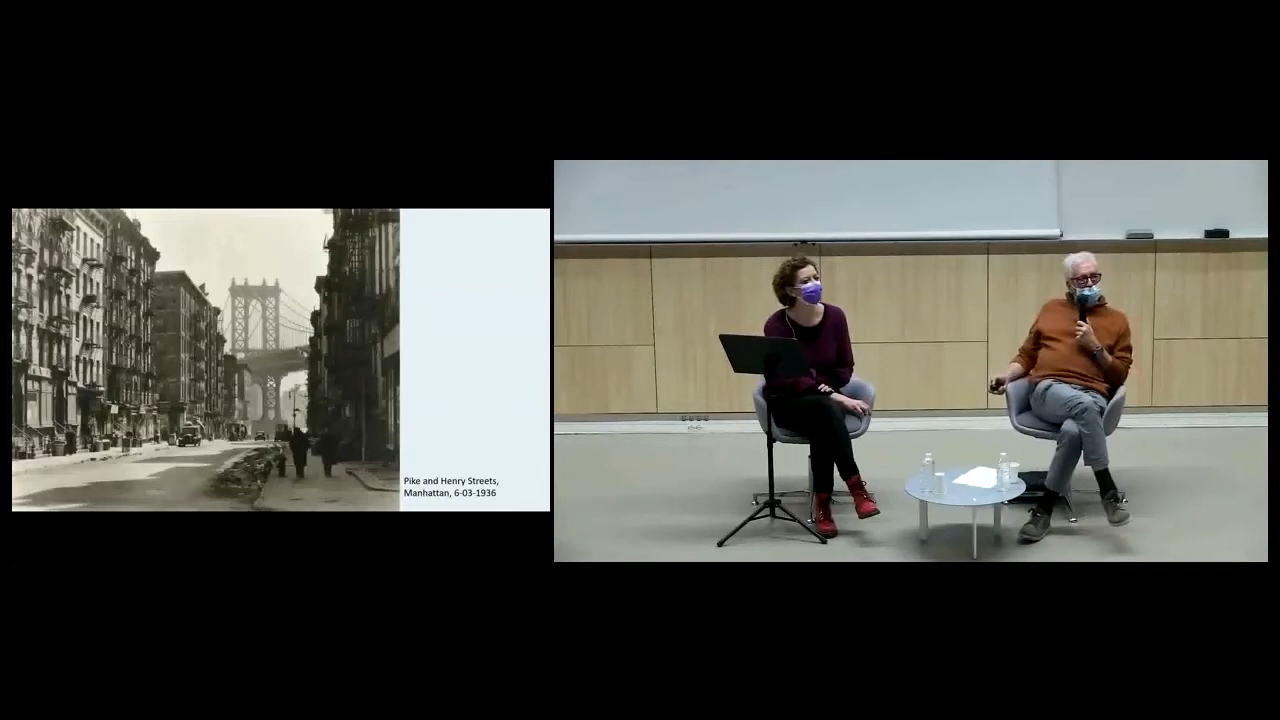 Pike and Henry Streets,
Manhattan, 6-03-1936